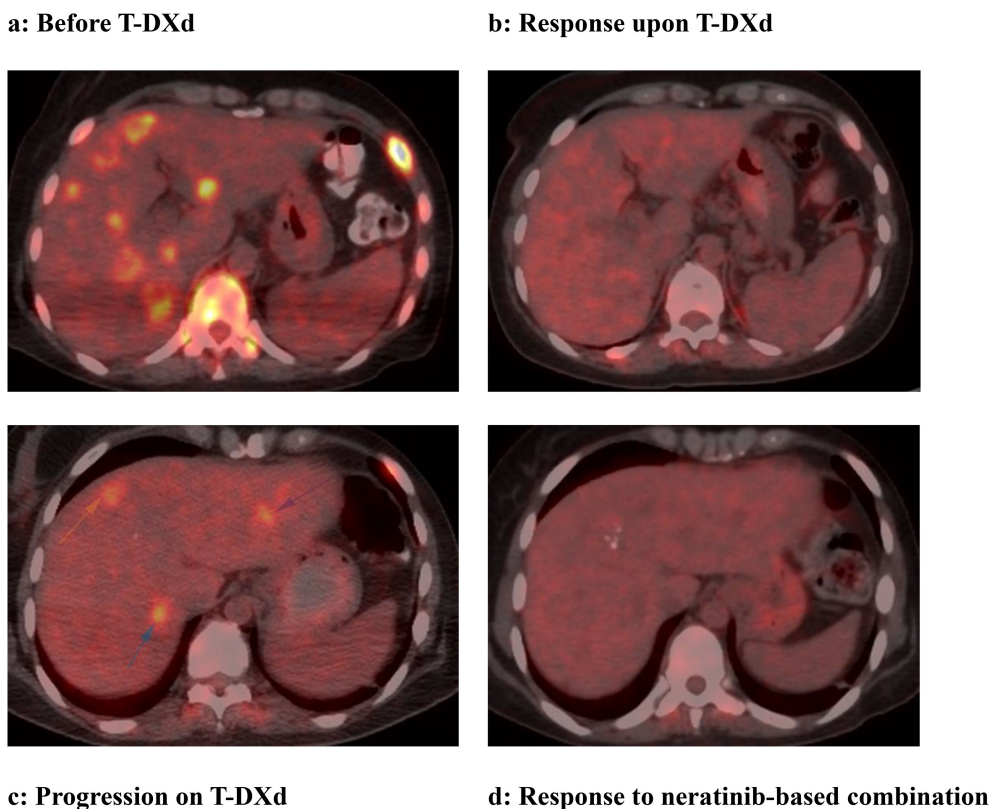 a: Before T-DXd
b: Response upon T-DXd
c: Progression on T-DXd
d: Response to neratinib-based combination